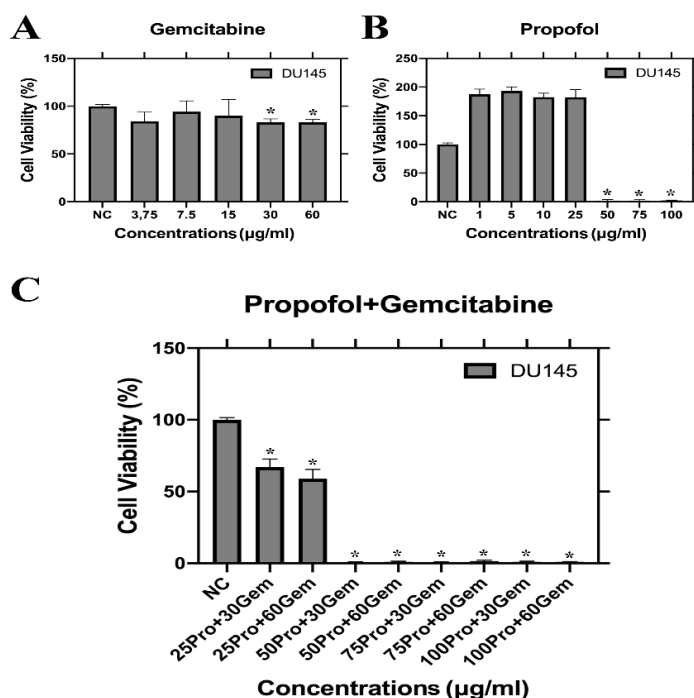 A
Gemcitabine
Cell Viability (%)
150
100
50
0
DU145
*
*
NC
3,75
7.5
15
30
60
Concentrations (µg/ml)
B
Propofol
Cell Viability (%)
250
200
150
100
50
0
DU145
*
*
*
NC
1
5
10
25
50
75
100
Concentrations (µg/ml)
C
Propofol+Gemcitabine
Cell Viability (%)
150
100
50
0
DU145
*
*
*
*
*
*
*
*
NC
25Pro+30Gem
25Pro+60Gem
50Pro+30Gem
50Pro+60Gem
75Pro+30Gem
75Pro+60Gem
100Pro+30Gem
100Pro+60Gem
Concentrations (µg/ml)